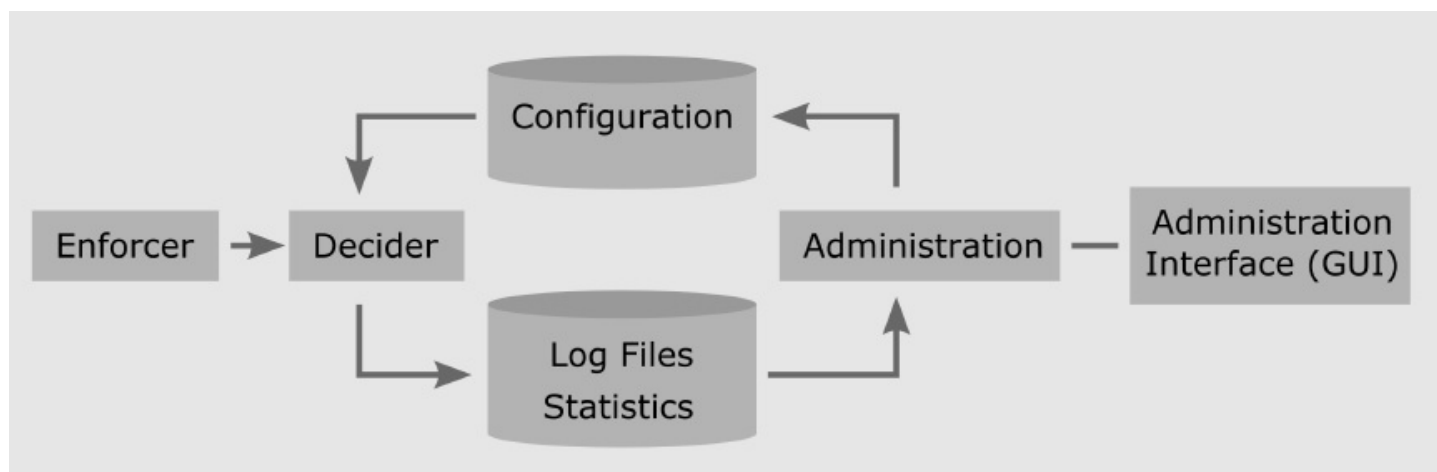 Configuration
Enforcer
Decider
Administration
Administration
Interface (GUI)
Log Files
Statistics